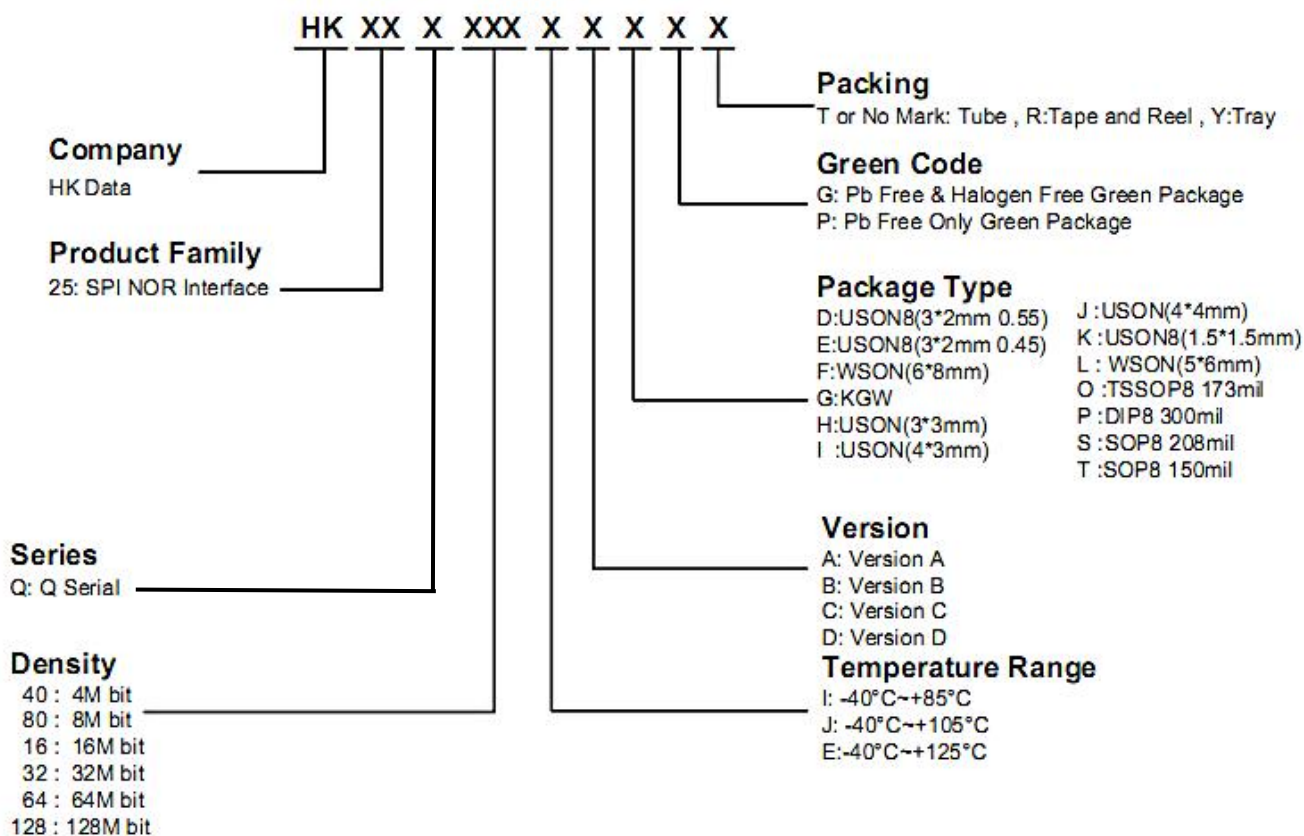 HK XX X XXX X X X X X
Packing
T or No Mark: Tube , R:Tape and Reel , Y:Tray
Company
HK Data
Green Code
G: Pb Free & Halogen Free Green Package
P: Pb Free Only Green Package
Product Family
25: SPI NOR Interface
Package Type
D:USON8(3*2mm 0.55)
E:USON8(3*2mm 0.45)
F:WSON(6*8mm)
G:KGW
H:USON(3*3mm)
I :USON(4*3mm)
J :USON(4*4mm)
K :USON8(1.5*1.5mm)
L : WSON(5*6mm)
O :TSSOP8 173mil
P :DIP8 300mil
S :SOP8 208mil
T :SOP8 150mil
Version
A: Version A
B: Version B
C: Version C
D: Version D
Series
Q: Q Serial
Temperature Range
I: -40°C~+85°C
J: -40°C~+105°C
E:-40°C~+125°C
Density
40 : 4M bit
80 : 8M bit
16 : 16M bit
32 : 32M bit
64 : 64M bit
128 : 128M bit